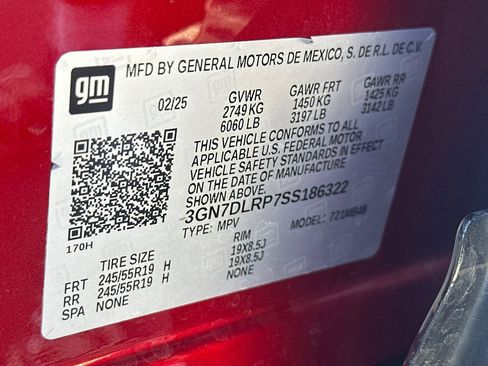 gm
MFD BY GENERAL MOTORS DE MEXICO, S. DE R.L. DE C.V.
02/25 GVWR GAWR FRT GAWR RR
2749 KG 1450 KG 1425 KG
6060 LB 3197 LB 3142 LB
THIS VEHICLE CONFORMS TO ALL
APPLICABLE U.S. FEDERAL MOTOR
VEHICLE SAFETY STANDARDS IN EFFECT
ON THE DATE OF MANUFACTURE
SHOWN ABOVE.
3GN7DLRP7SS186322
TYPE: MPV MODEL: 721MB48
170H
TIRE SIZE RIM
FRT 245/55R19 H 19X8.5J
RR 245/55R19 H 19X8.5J
SPA NONE NONE